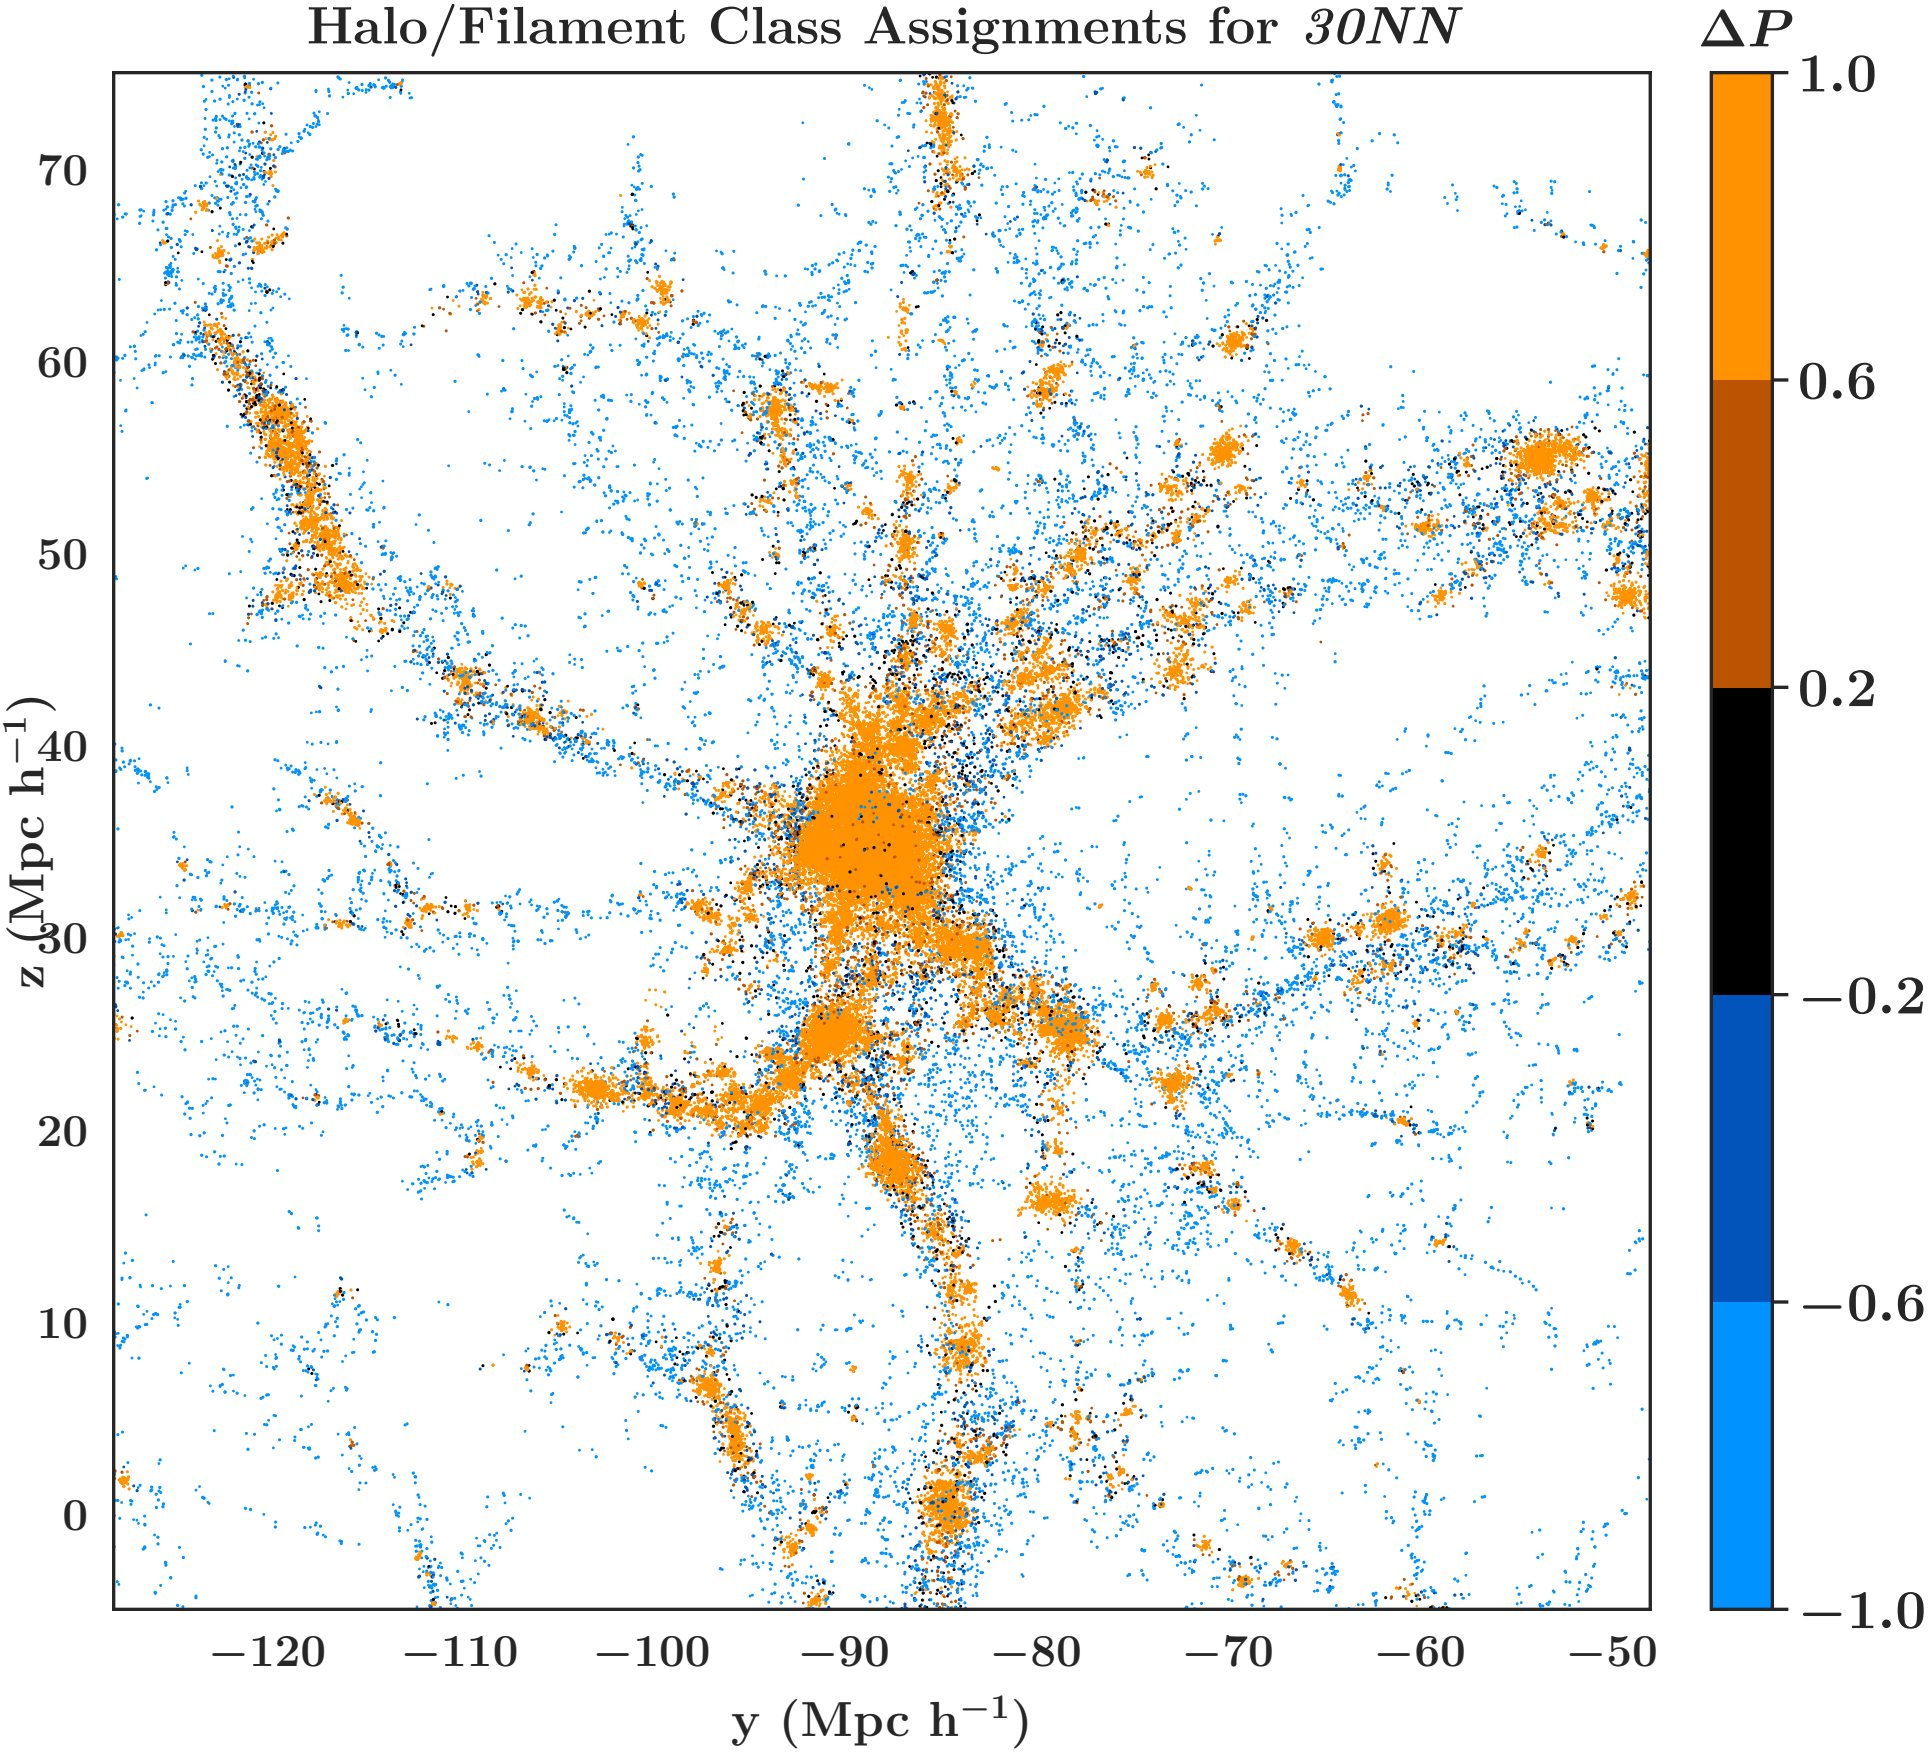 Halo/Filament Class Assignments for 30NN
ΔP
1.0
0.6
0.2
−0.2
−0.6
−1.0
z (Mpc h⁻¹)
70
60
50
40
30
20
10
0
−120 −110 −100 −90 −80 −70 −60 −50
y (Mpc h⁻¹)